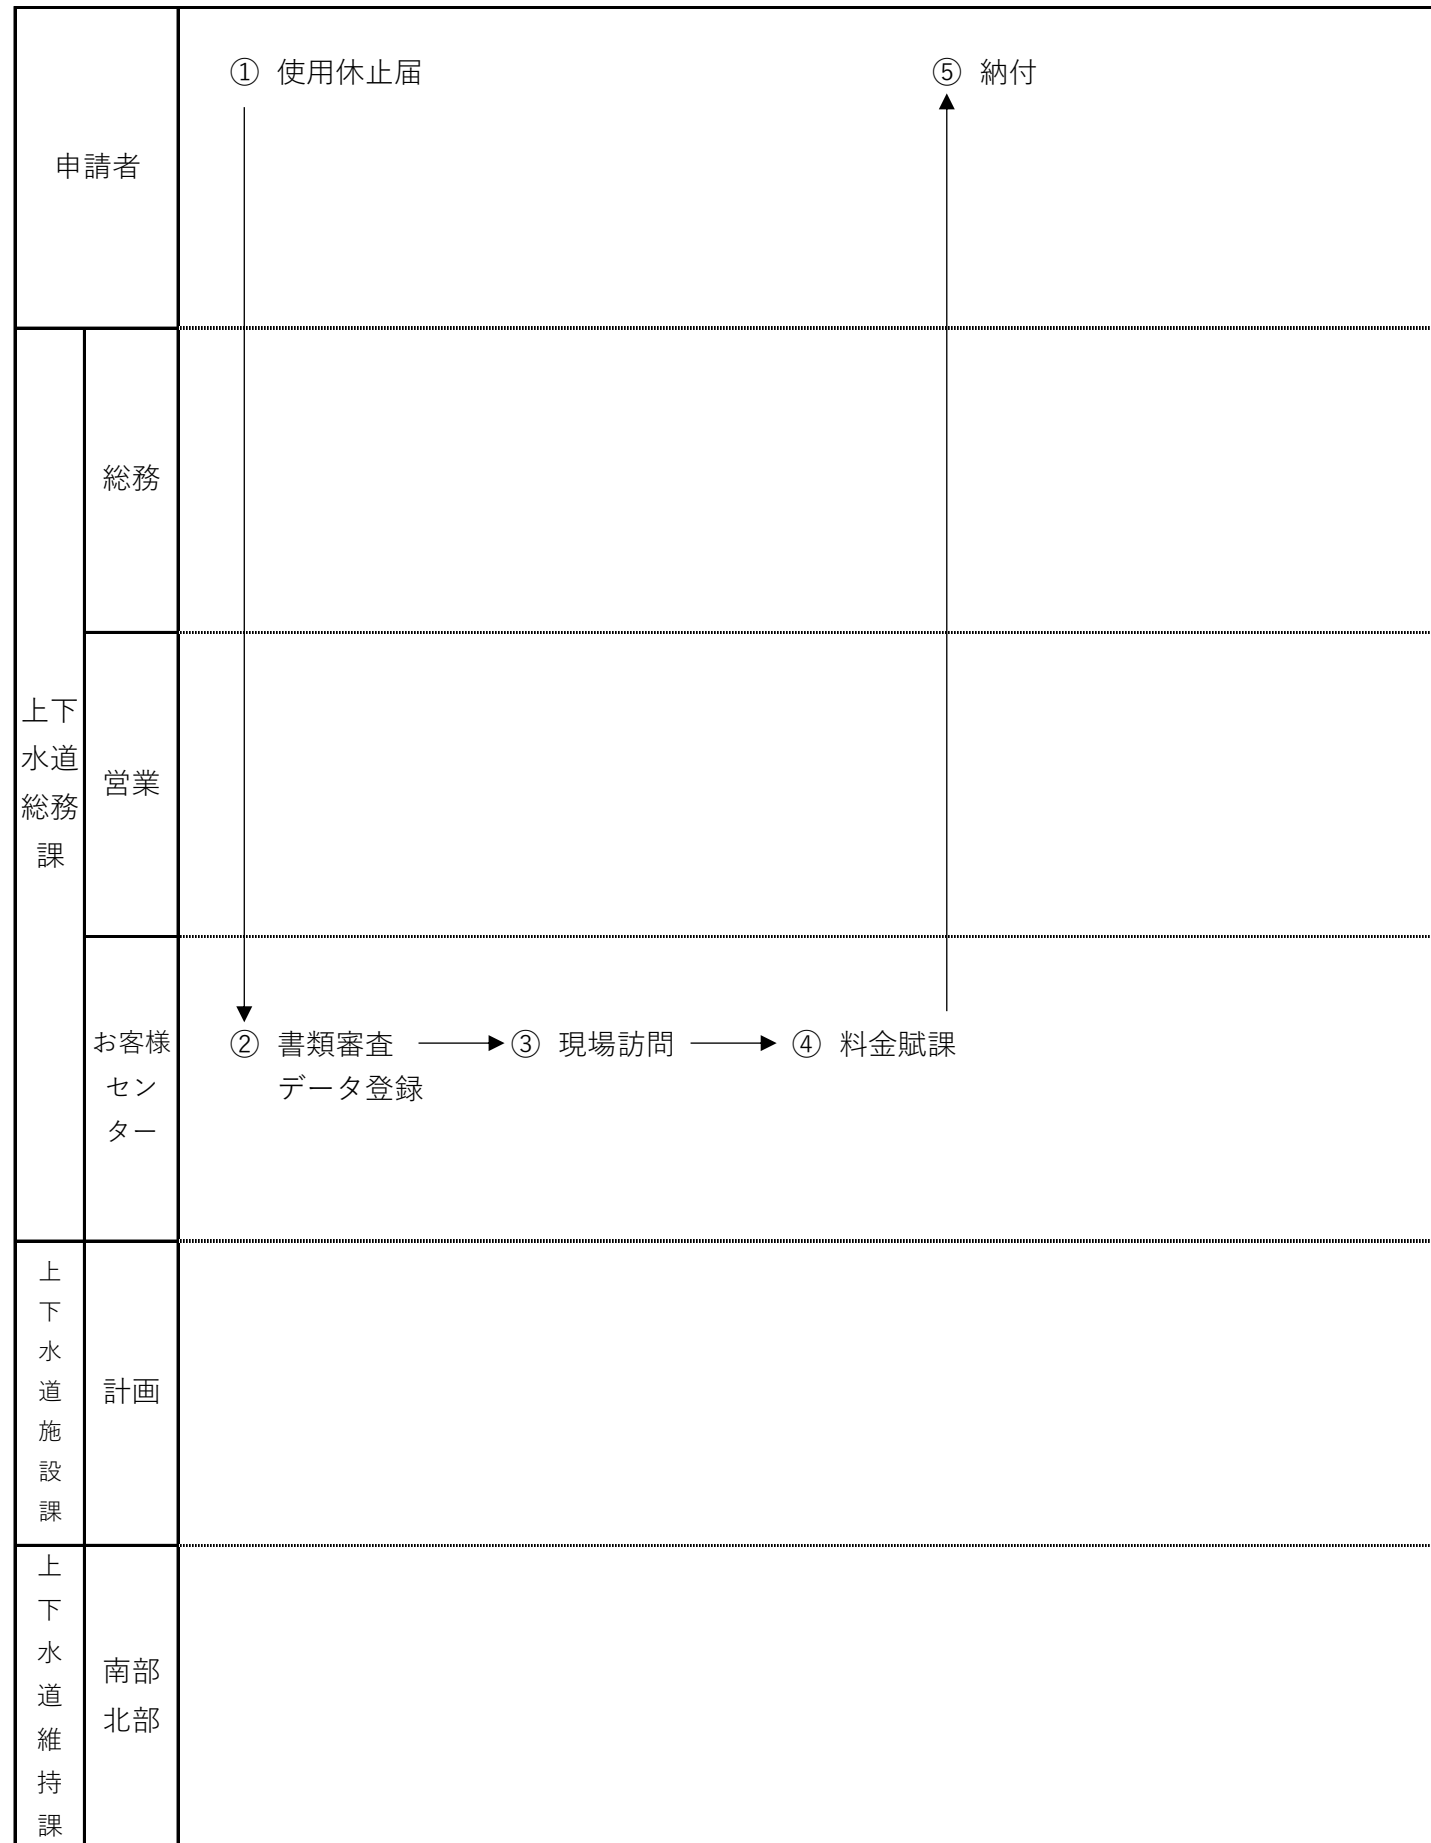 ① 使用休止届
⑤ 納付
申請者
総務
上下
水道
総務
課
営業
お客様
セン
ター
② 書類審査
データ登録
③ 現場訪問
④ 料金賦課
上
下
水
道
施
設
課
計画
上
下
水
道
維
持
課
南部
北部